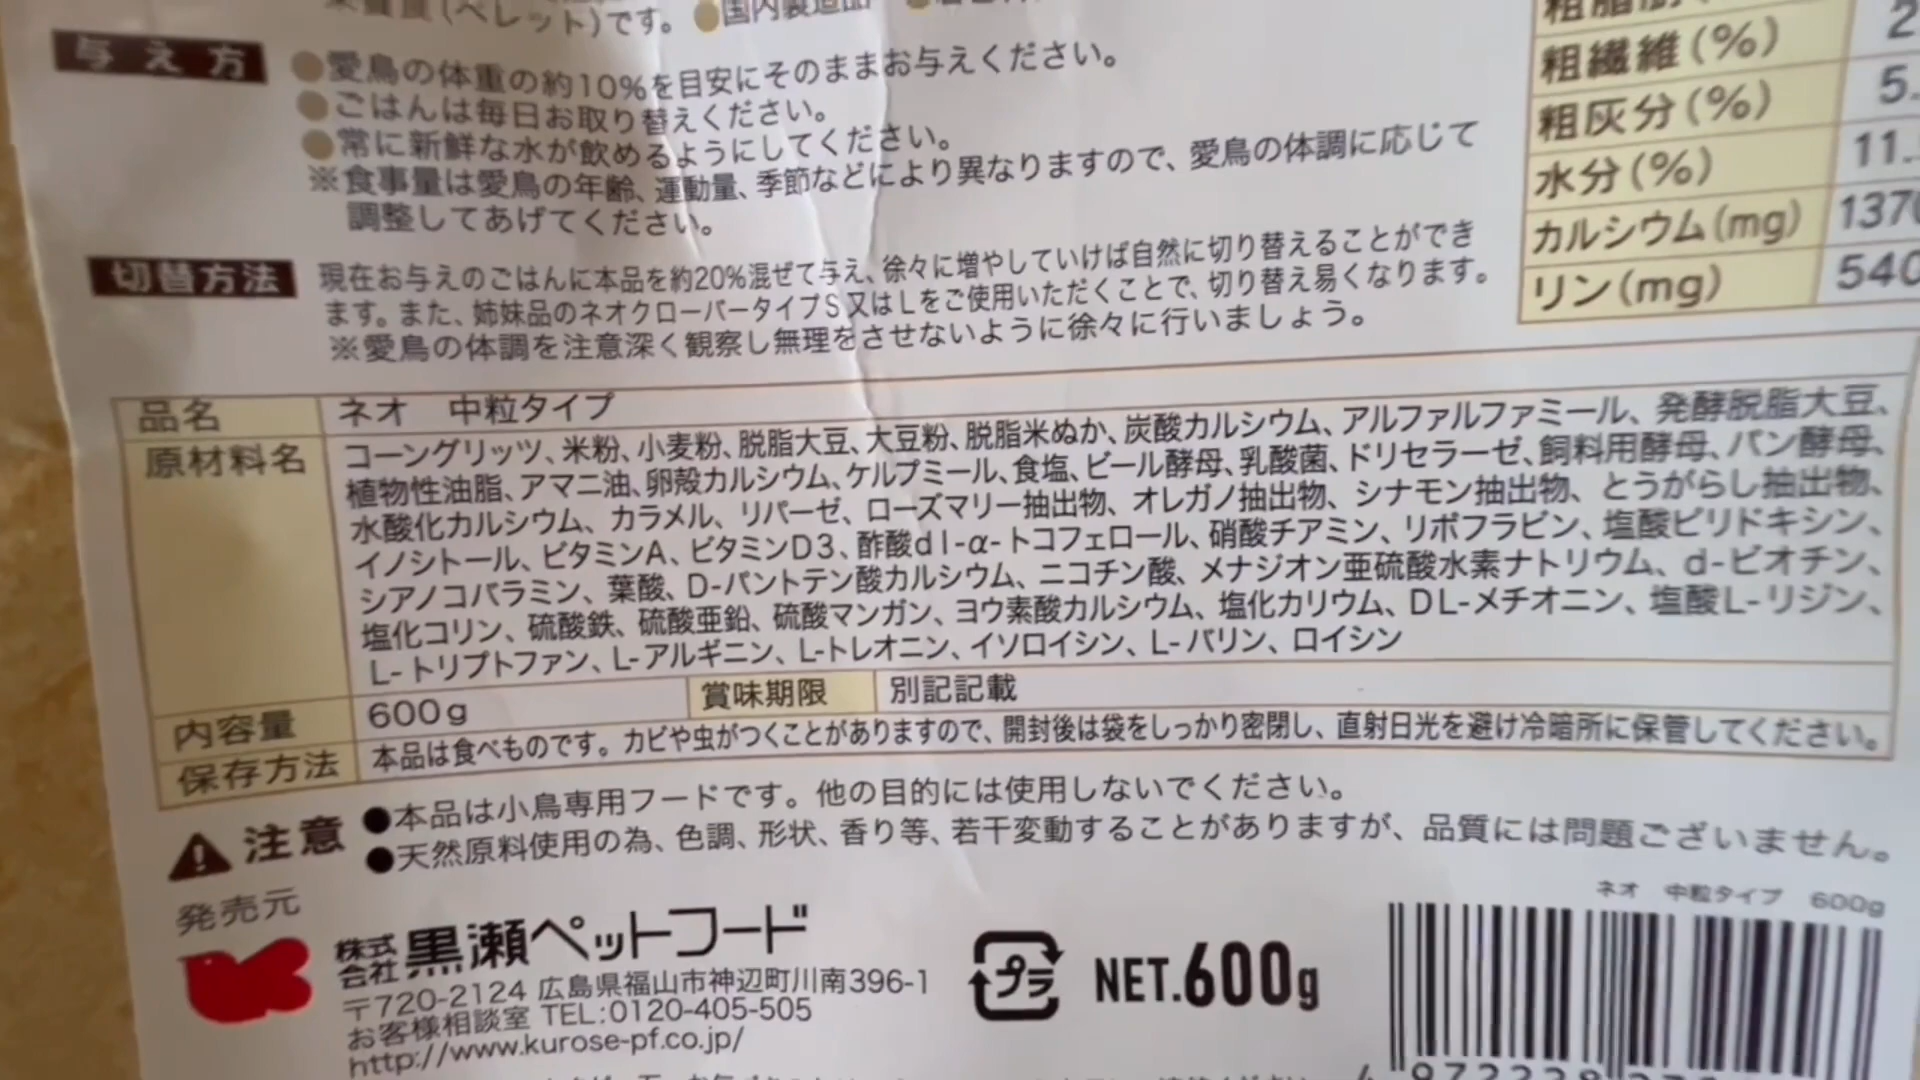 (ペレット)です。 ●国内製造品
与え方
●愛鳥の体重の約10%を目安にそのままお与えください。
●ごはんは毎日お取り替えください。
●常に新鮮な水が飲めるようにしてください。
※食事量は愛鳥の年齢、運動量、季節などにより異なりますので、愛鳥の体調に応じて
調整してあげてください。
切替方法
現在お与えのごはんに本品を約20%混ぜて与え、徐々に増やしていけば自然に切り替えることができ
ます。また、姉妹品のネオクローバータイプS又はLをご使用いただくことで、切り替え易くなります。
※愛鳥の体調を注意深く観察し無理をさせないように徐々に行いましょう。
粗繊維(%) 2
粗灰分(%) 5.
水分(%) 11.
カルシウム(mg) 137
リン(mg) 540
品名 ネオ 中粒タイプ
原材料名 コーングリッツ、米粉、小麦粉、脱脂大豆、大豆粉、脱脂米ぬか、炭酸カルシウム、アルファルファミール、発酵脱脂大豆、
植物性油脂、アマニ油、卵殻カルシウム、ケルプミール、食塩、ビール酵母、乳酸菌、ドリセラーゼ、飼料用酵母、パン酵母、
水酸化カルシウム、カラメル、リパーゼ、ローズマリー抽出物、オレガノ抽出物、シナモン抽出物、とうがらし抽出物、
イノシトール、ビタミンA、ビタミンD3、酢酸dl-α-トコフェロール、硝酸チアミン、リボフラビン、塩酸ピリドキシン、
シアノコバラミン、葉酸、D-パントテン酸カルシウム、ニコチン酸、メナジオン亜硫酸水素ナトリウム、d-ビオチン、
塩化コリン、硫酸鉄、硫酸亜鉛、硫酸マンガン、ヨウ素酸カルシウム、塩化カリウム、DL-メチオニン、塩酸L-リジン、
L-トリプトファン、L-アルギニン、L-トレオニン、イソロイシン、L-バリン、ロイシン
内容量 600g 賞味期限 別記記載
保存方法 本品は食べものです。カビや虫がつくことがありますので、開封後は袋をしっかり密閉し、直射日光を避け冷暗所に保管してください。
注意 ●本品は小鳥専用フードです。他の目的には使用しないでください。
●天然原料使用の為、色調、形状、香り等、若干変動することがありますが、品質には問題ございません。
発売元
株式会社 黒瀬ペットフード
〒720-2124 広島県福山市神辺町川南396-1
お客様相談室 TEL:0120-405-505
http://www.kurose-pf.co.jp/
プラ
NET.600g
ネオ 中粒タイプ 600g